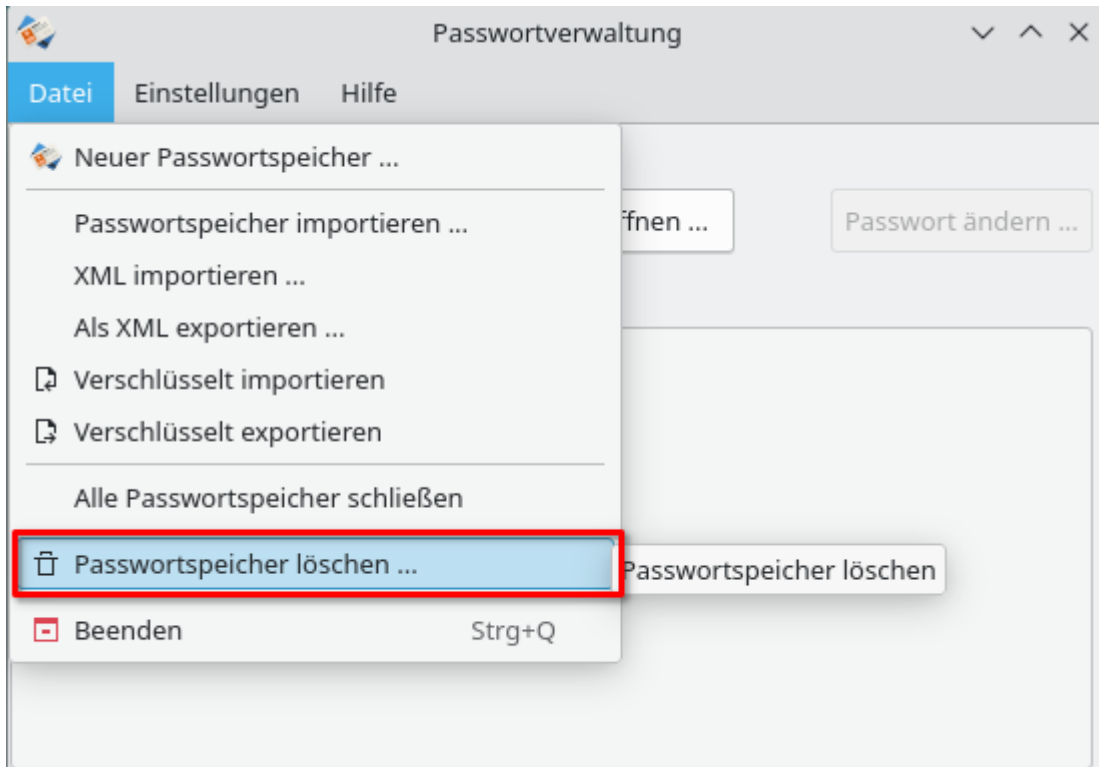 Passwortverwaltung
Datei Einstellungen Hilfe
Neuer Passwortspeicher ...
Passwortspeicher importieren ...
ffnen ... Passwort ändern ...
XML importieren ...
Als XML exportieren ...
Verschlüsselt importieren
Verschlüsselt exportieren
Alle Passwortspeicher schließen
Passwortspeicher löschen ... Passwortspeicher löschen
Beenden Strg+Q